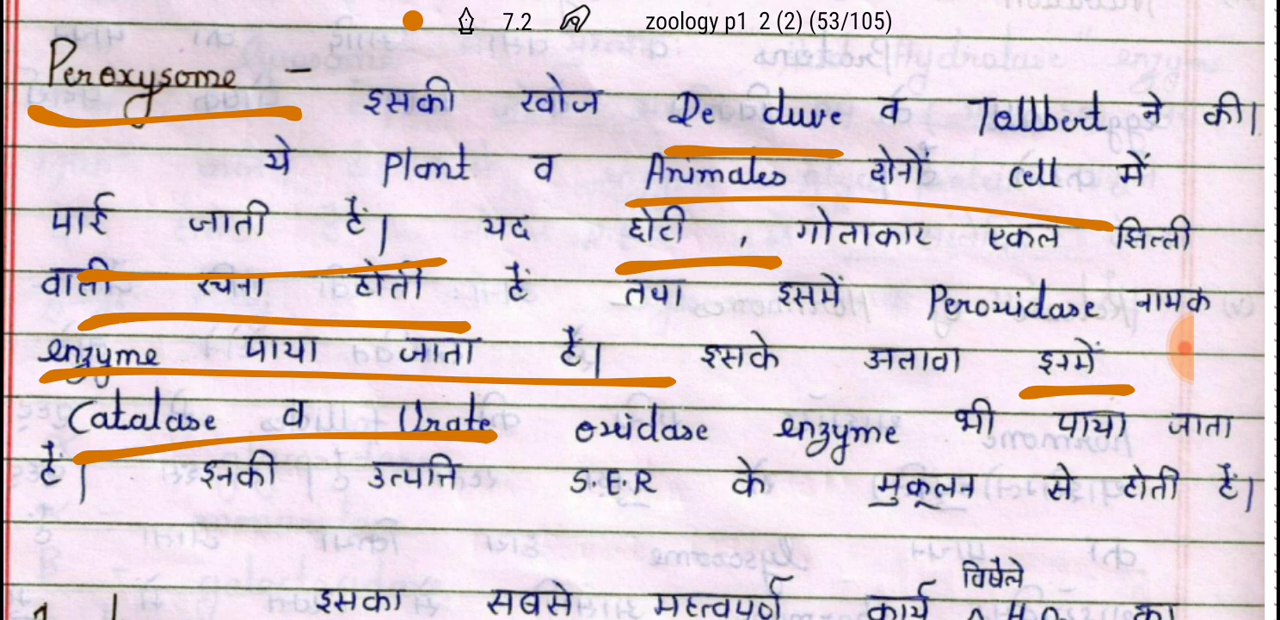 7.2 zoology p1 2 (2) (53/105)
Peroxysome -
इसकी खोज De duve व Tallbert ने की।
ये Plant व Animales दोनों cell में
पाई जाती है। यह छोटी, गोलाकार एकल झिल्ली
वाली रचना होती है तथा इसमें Peroxidase नामक
enzyme पाया जाता है। इसके अलावा इनमें
Catalase व Urate oxidase enzyme भी पाया जाता
है। इनकी उत्पत्ति S.E.R के मुकूलन से होती है।
विषैले
इसका सबसे महत्वपूर्ण कार्य का